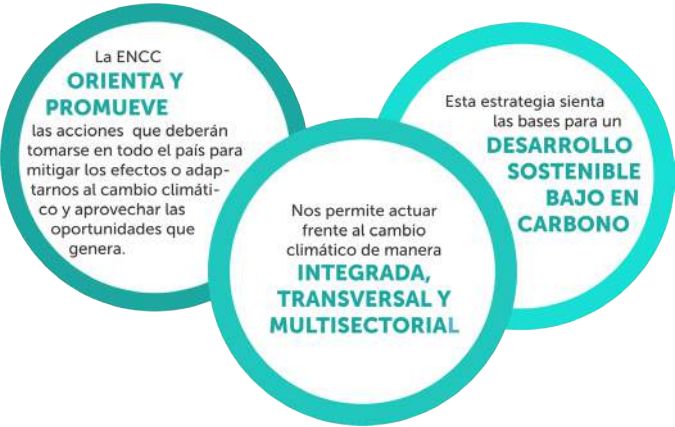 La ENCC
ORIENTA Y
PROMUEVE
las acciones que deberán
tomarse en todo el país para
mitigar los efectos o adap-
tarnos al cambio climáti-
co y aprovechar las
oportunidades que
genera.
Nos permite actuar
frente al cambio
climático de manera
INTEGRADA,
TRANSVERSAL Y
MULTISECTORIAL
Esta estrategia sienta
las bases para un
DESARROLLO
SOSTENIBLE
BAJO EN
CARBONO